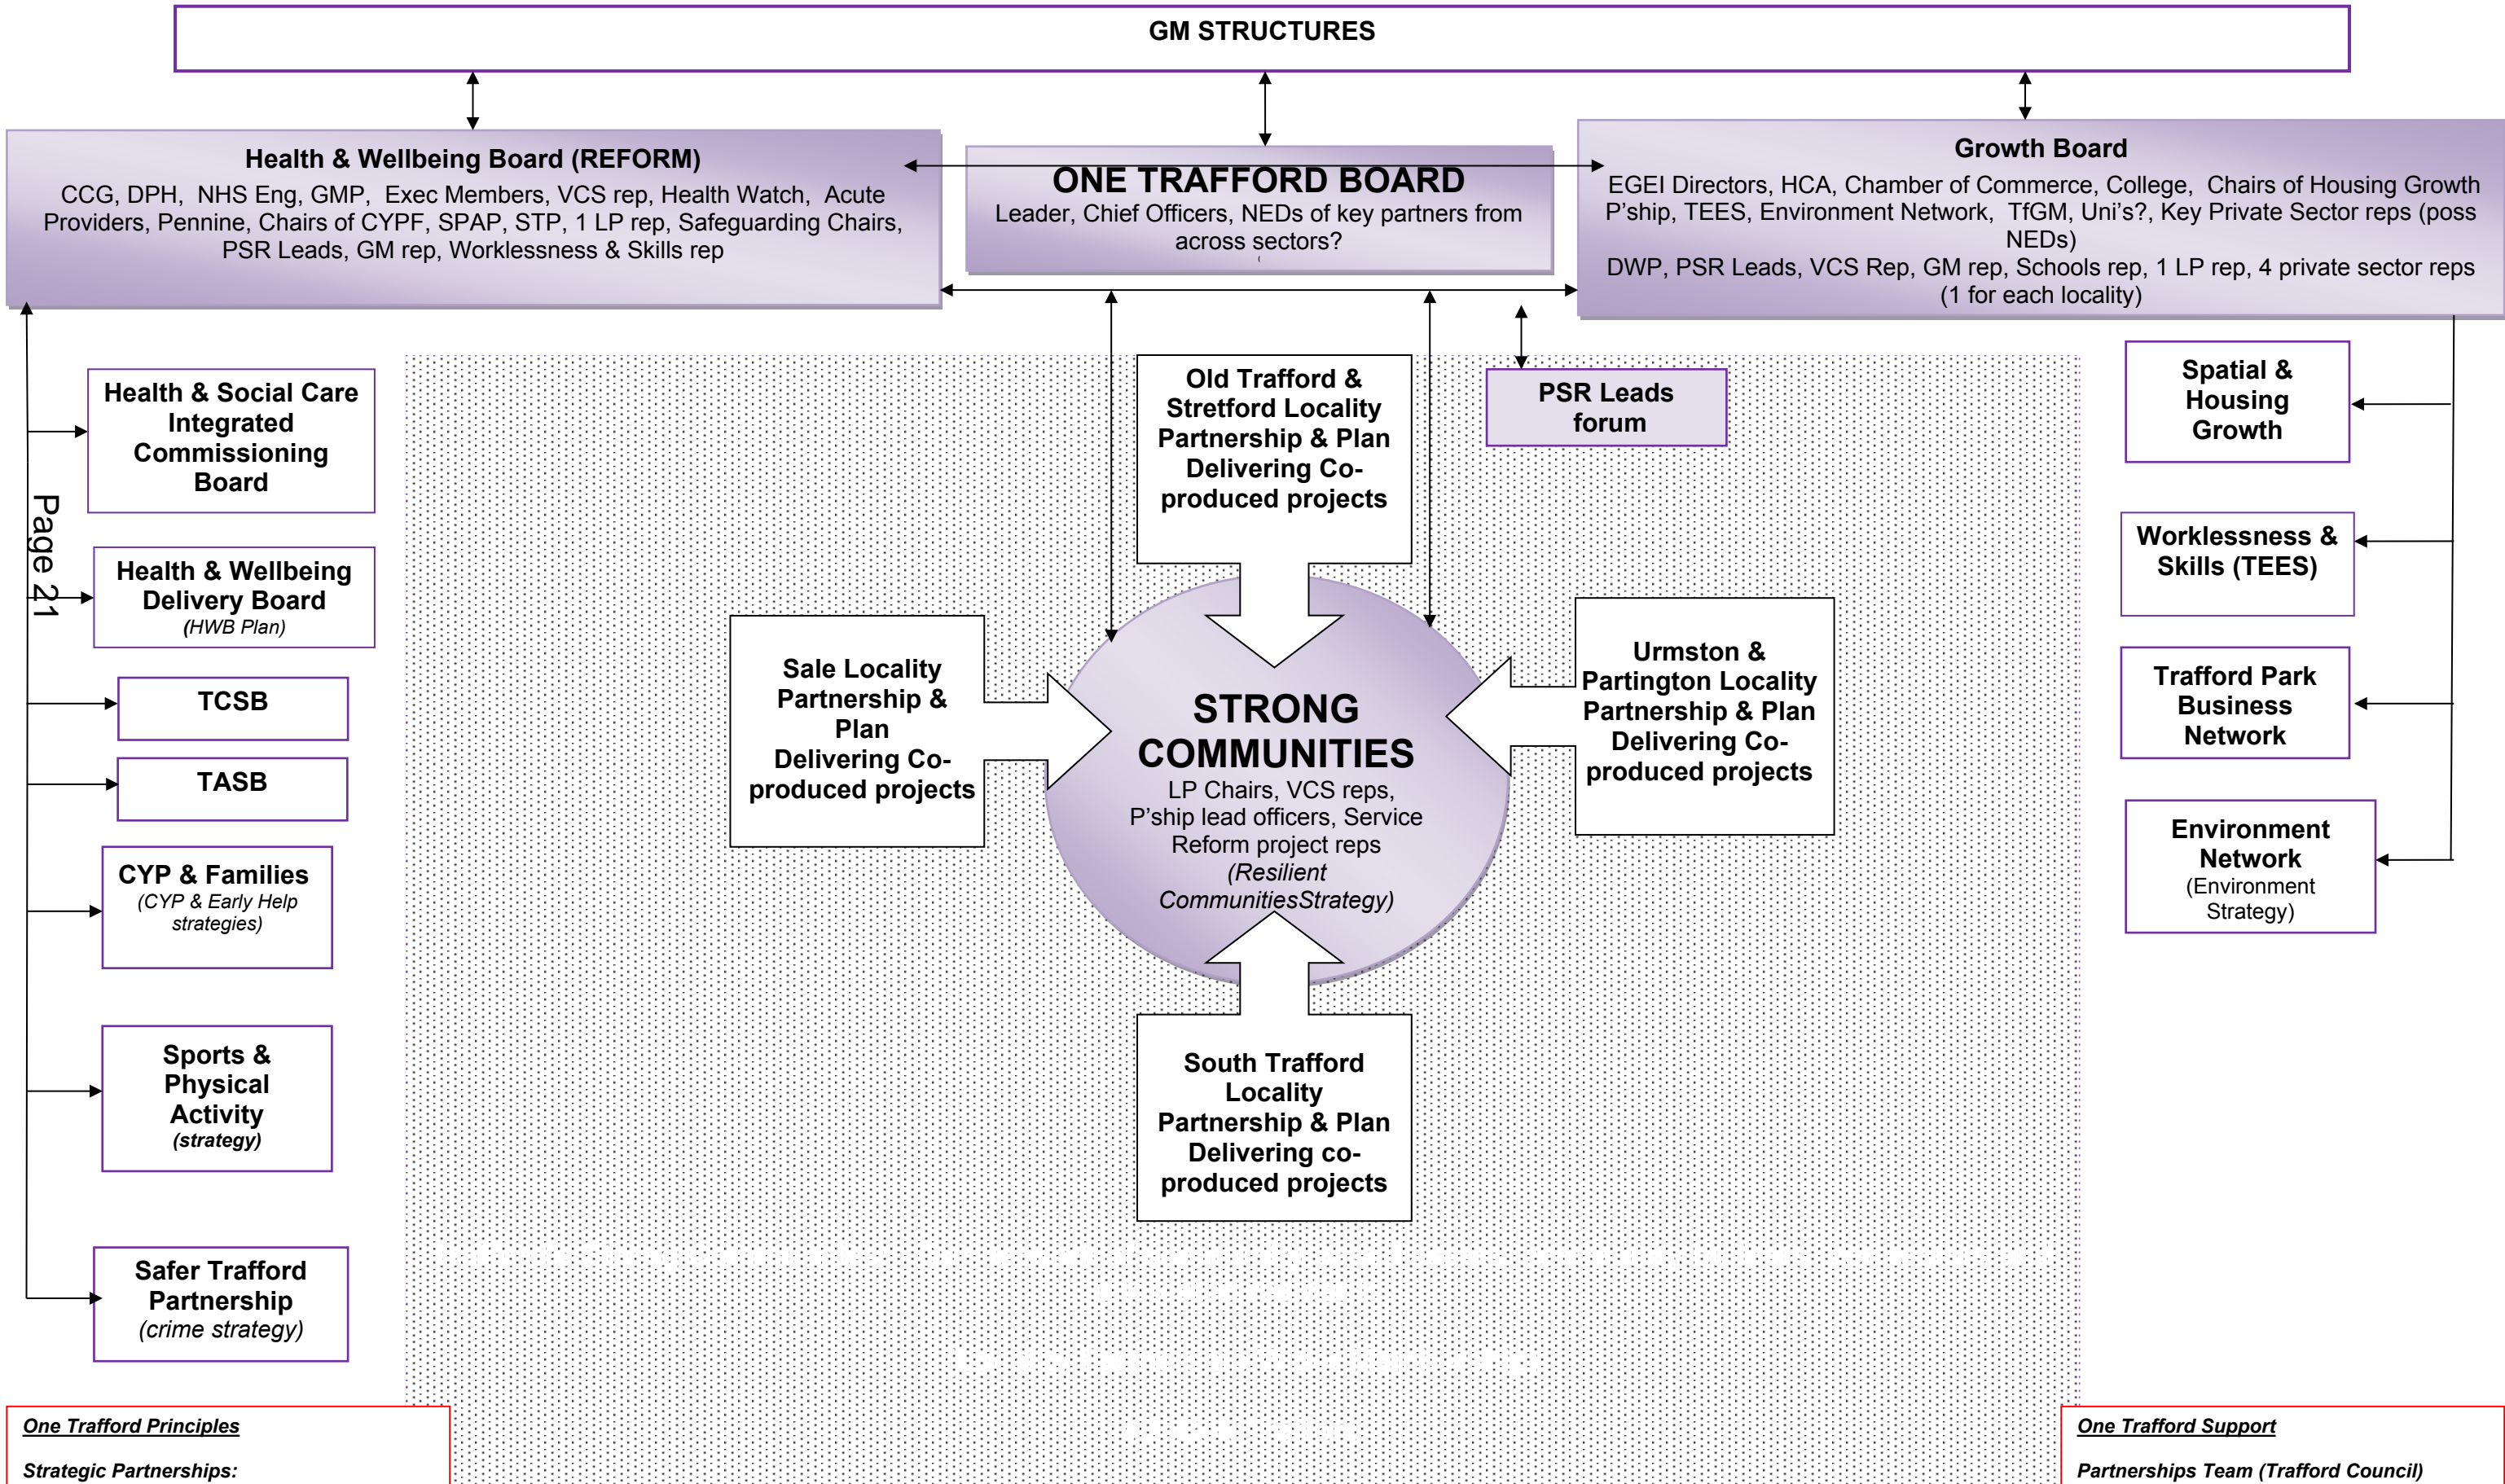 GM STRUCTURES
Health & Wellbeing Board (REFORM)
CCG, DPH, NHS Eng, GMP, Exec Members, VCS rep, Health Watch, Acute
Providers, Pennine, Chairs of CYPF, SPAP, STP, 1 LP rep, Safeguarding Chairs,
PSR Leads, GM rep, Worklessness & Skills rep
ONE TRAFFORD BOARD
Leader, Chief Officers, NEDs of key partners from
across sectors?
(
Growth Board
EGEI Directors, HCA, Chamber of Commerce, College, Chairs of Housing Growth
P'ship, TEES, Environment Network, TfGM, Uni's?, Key Private Sector reps (poss
NEDs)
DWP, PSR Leads, VCS Rep, GM rep, Schools rep, 1 LP rep, 4 private sector reps
(1 for each locality)
Health & Social Care
Integrated
Commissioning
Board
Page 21
Health & Wellbeing
Delivery Board
(HWB Plan)
TCSB
TASB
CYP & Families
(CYP & Early Help
strategies)
Sports &
Physical
Activity
(strategy)
Safer Trafford
Partnership
(crime strategy)
Old Trafford &
Stretford Locality
Partnership & Plan
Delivering Co-
produced projects
PSR Leads
forum
Sale Locality
Partnership &
Plan
Delivering Co-
produced projects
STRONG
COMMUNITIES
LP Chairs, VCS reps,
P'ship lead officers, Service
Reform project reps
(Resilient
CommunitiesStrategy)
Urmston &
Partington Locality
Partnership & Plan
Delivering Co-
produced projects
South Trafford
Locality
Partnership & Plan
Delivering co-
produced projects
Spatial &
Housing
Growth
Worklessness &
Skills (TEES)
Trafford Park
Business
Network
Environment
Network
(Environment
Strategy)
One Trafford Principles
Strategic Partnerships:
One Trafford Support
Partnerships Team (Trafford Council)